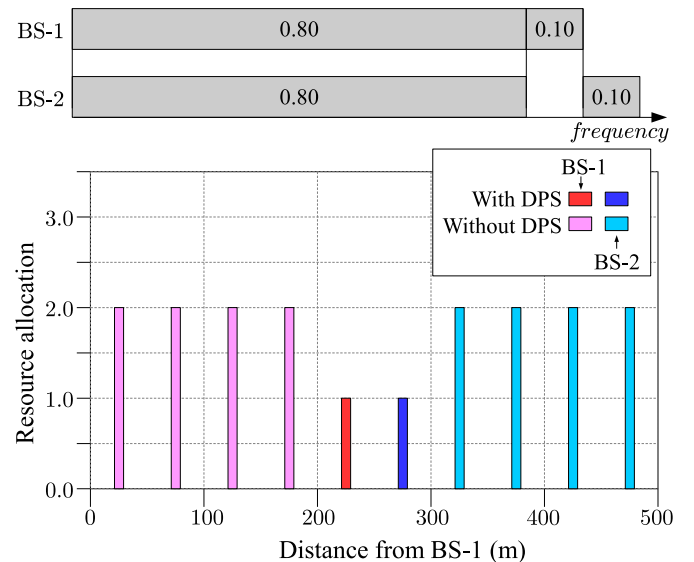 BS-1 0.80 0.10
BS-2 0.80 0.10
frequency
BS-1
With DPS
Without DPS
BS-2
Resource allocation
3.0
2.0
1.0
0.0
0 100 200 300 400 500
Distance from BS-1 (m)